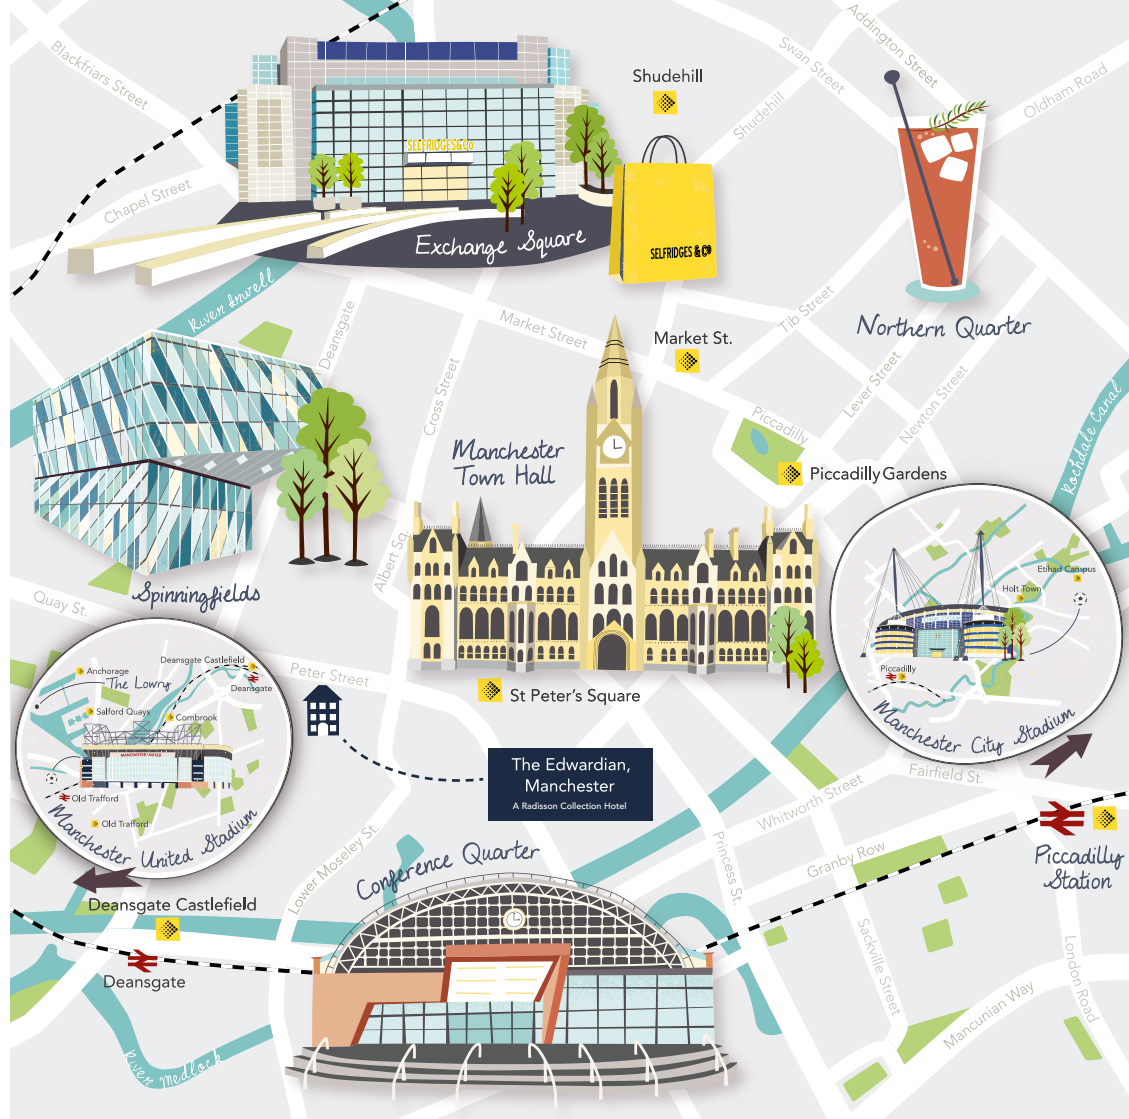 Addington Street
Swan Street
Blackfriars Street
Shudehill
Oldham Road
Shudehill
SELFRIDGES&Co
Chapel Street
Exchange Square
SELFRIDGES & Co
River Irwell
Tib Street
Northern Quarter
Market Street
Deansgate
Market St.
Cross Street
Lever Street
Newton Street
Rochdale Canal
Piccadilly
Manchester
Town Hall
Piccadilly Gardens
Albert Sq.
Etihad Campus
Holt Town
Spinningfields
Quay St.
Peter Street
Piccadilly
Deansgate Castlefield
Anchorage
The Lowry
Deansgate
St Peter's Square
Salford Quays
Cornbrook
Manchester City Stadium
MANCHESTER UNITED
The Edwardian,
Manchester
A Radisson Collection Hotel
Fairfield St.
Old Trafford
Old Trafford
Whitworth Street
Manchester United Stadium
Princess St.
Granby Row
Piccadilly
Station
Conference Quarter
Lower Moseley St.
Deansgate Castlefield
Deansgate
Sackville Street
London Road
Mancunian Way
River Medlock